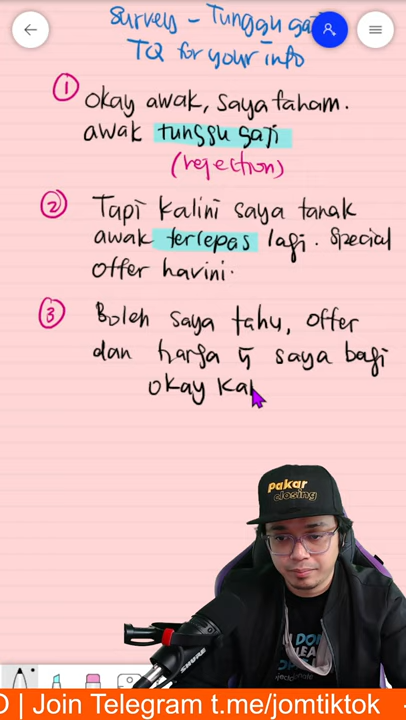 Survey - Tunggu
TQ for your info
① Okay awak, saya faham.
awak tunggu gaji
(rejection)
② Tapi kalini saya tanak
awak terlepas lagi. Special
offer harini.
③ Boleh saya tahu, offer
dan harga yg saya bagi
okay ka
pakar
closing
SHURE
| Join Telegram t.me/jomtiktok